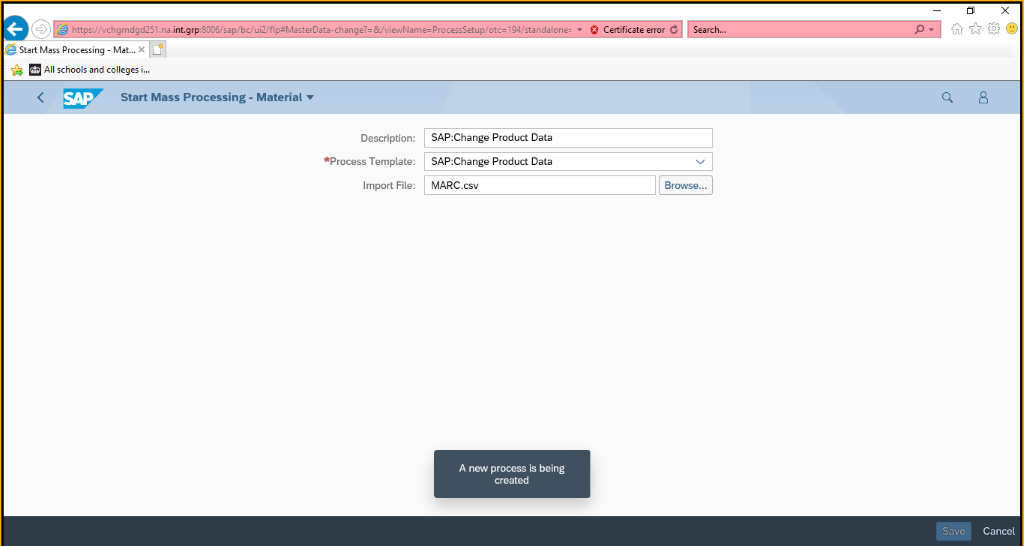 https://vchgmdgd251.na.int.grp:8006/sap/bc/ui2/flp#MasterData-change?=&/viewName=ProcessSetup/otc=194/standalone=
Certificate error
Search...
Start Mass Processing - Mat...
All schools and colleges i...
SAP
Start Mass Processing - Material
Description: SAP:Change Product Data
*Process Template: SAP:Change Product Data
Import File: MARC.csv Browse...
A new process is being
created
Save Cancel